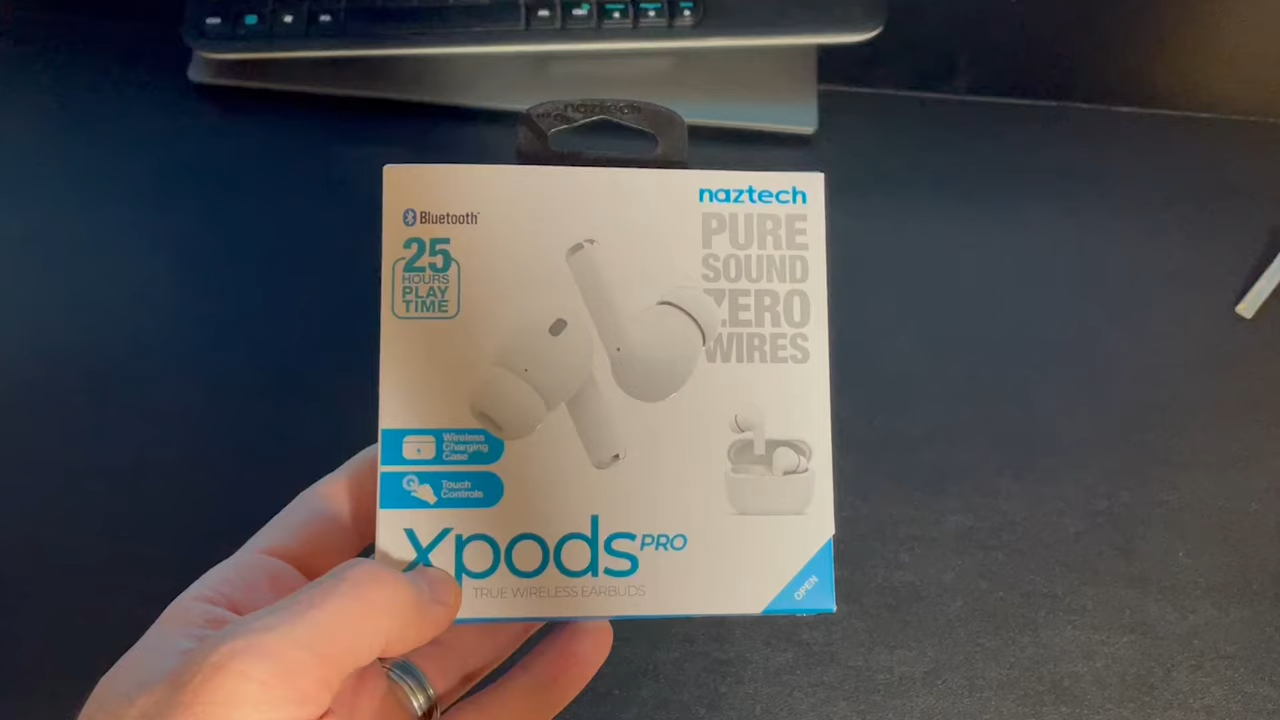 naztech
Bluetooth
25
HOURS
PLAY
TIME
naztech
PURE
SOUND
ZERO
WIRES
Wireless
Charging
Case
Touch
Controls
xpods PRO
TRUE WIRELESS EARBUDS
OPEN